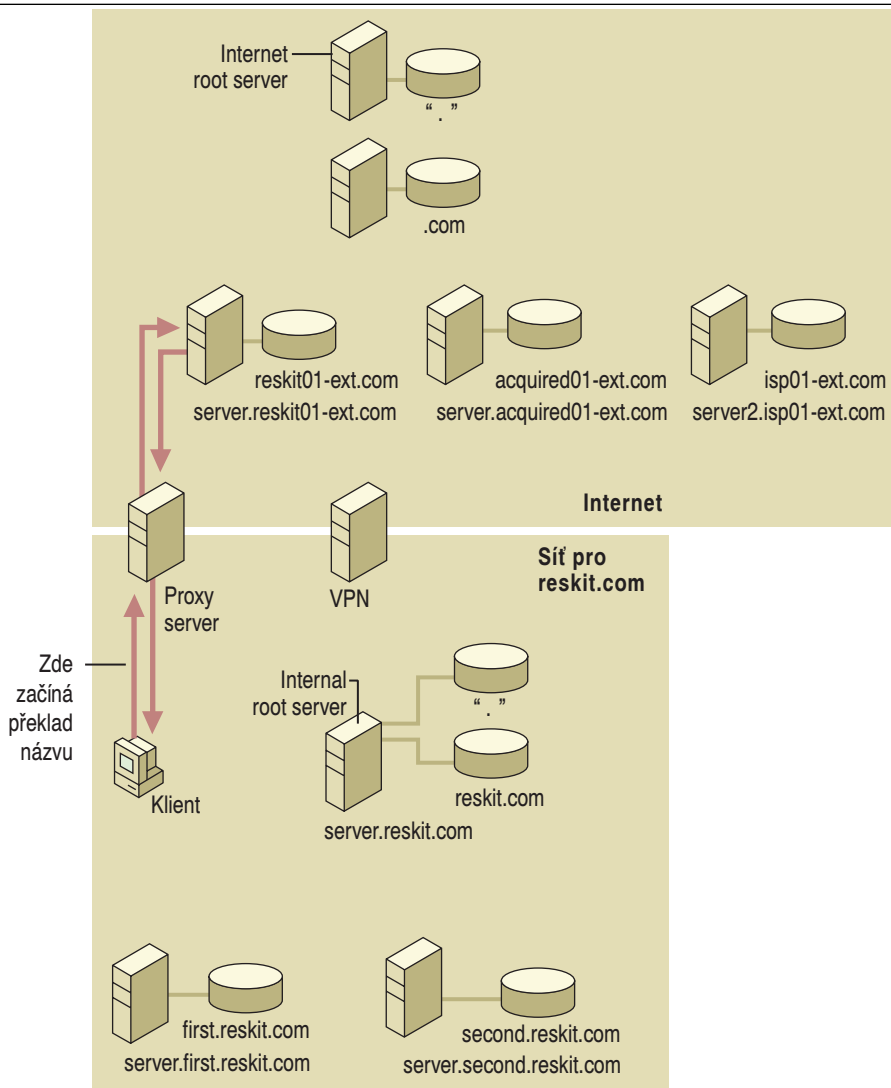 Internet
root server
“ . ”
.com
reskit01-ext.com
server.reskit01-ext.com
acquired01-ext.com
server.acquired01-ext.com
isp01-ext.com
server2.isp01-ext.com
Internet
Síť pro
reskit.com
Proxy
server
VPN
Zde
začíná
překlad
názvu
Klient
Internal
root server
“ . ”
reskit.com
server.reskit.com
first.reskit.com
server.first.reskit.com
second.reskit.com
server.second.reskit.com